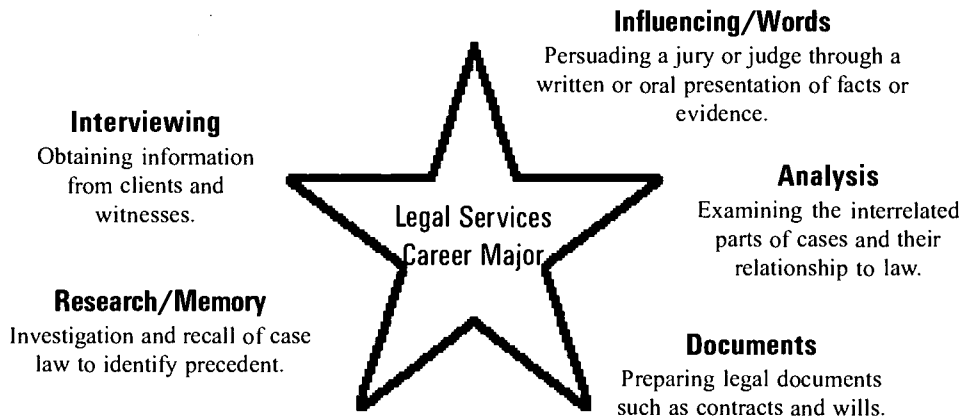 Influencing/Words
Persuading a jury or judge through a
written or oral presentation of facts or
evidence.
Interviewing
Obtaining information
from clients and
witnesses.
Analysis
Examining the interrelated
parts of cases and their
relationship to law.
Legal Services
Career Major
Research/Memory
Investigation and recall of case
law to identify precedent.
Documents
Preparing legal documents
such as contracts and wills.